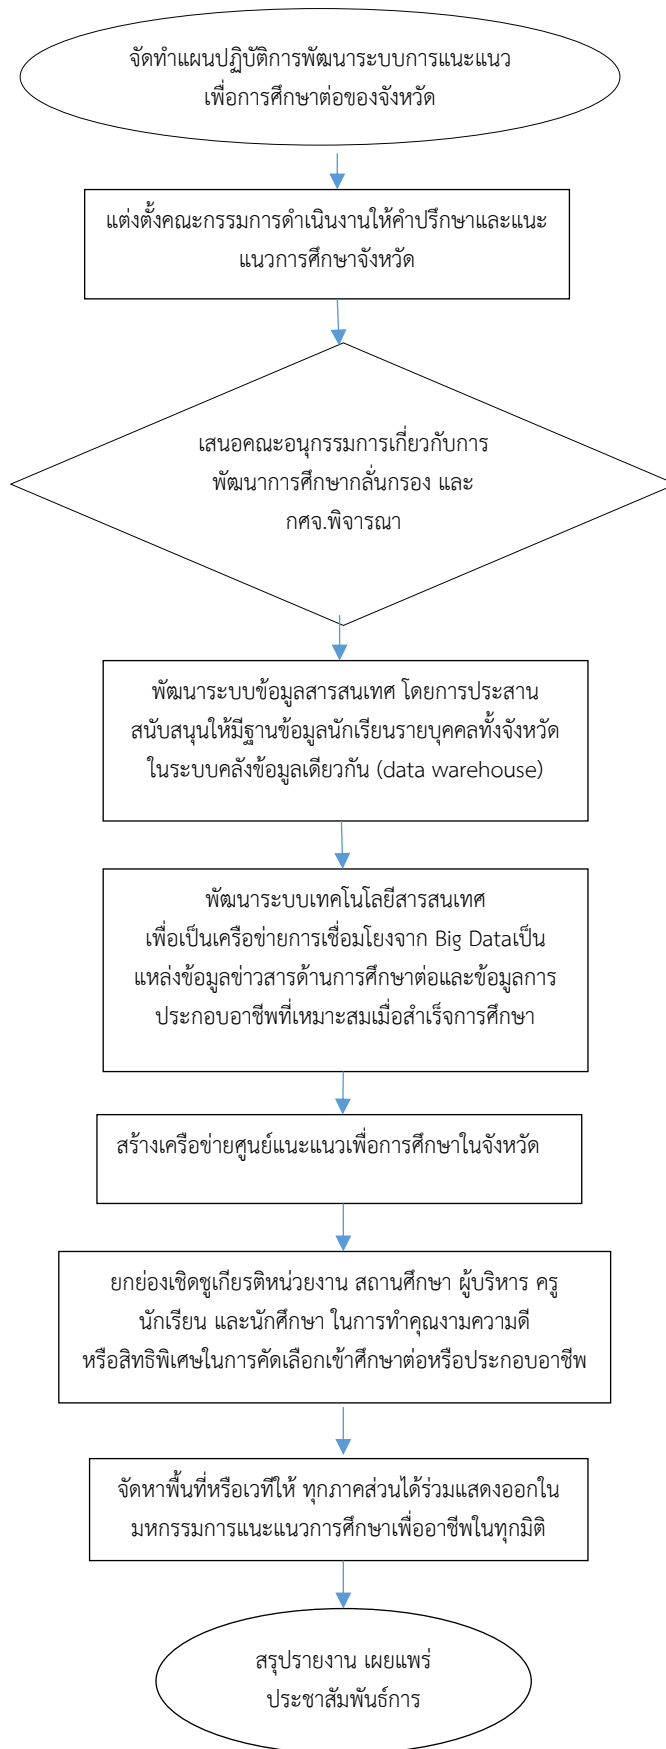 จัดทำแผนปฏิบัติการพัฒนาระบบการแนะแนว
เพื่อการศึกษาต่อของจังหวัด
แต่งตั้งคณะกรรมการดำเนินงานให้คำปรึกษาและแนะ
แนวการศึกษาจังหวัด
เสนอคณะอนุกรรมการเกี่ยวกับการ
พัฒนาการศึกษากลั่นกรอง และ
กศจ.พิจารณา
พัฒนาระบบข้อมูลสารสนเทศ โดยการประสาน
สนับสนุนให้มีฐานข้อมูลนักเรียนรายบุคคลทั้งจังหวัด
ในระบบคลังข้อมูลเดียวกัน (data warehouse)
พัฒนาระบบเทคโนโลยีสารสนเทศ
เพื่อเป็นเครือข่ายการเชื่อมโยงจาก Big Dataเป็น
แหล่งข้อมูลข่าวสารด้านการศึกษาต่อและข้อมูลการ
ประกอบอาชีพที่เหมาะสมเมื่อสำเร็จการศึกษา
สร้างเครือข่ายศูนย์แนะแนวเพื่อการศึกษาในจังหวัด
ยกย่องเชิดชูเกียรติหน่วยงาน สถานศึกษา ผู้บริหาร ครู
นักเรียน และนักศึกษา ในการทำคุณงามความดี
หรือสิทธิพิเศษในการคัดเลือกเข้าศึกษาต่อหรือประกอบอาชีพ
จัดหาพื้นที่หรือเวทีให้ ทุกภาคส่วนได้ร่วมแสดงออกใน
มหกรรมการแนะแนวการศึกษาเพื่ออาชีพในทุกมิติ
สรุปรายงาน เผยแพร่
ประชาสัมพันธ์การ